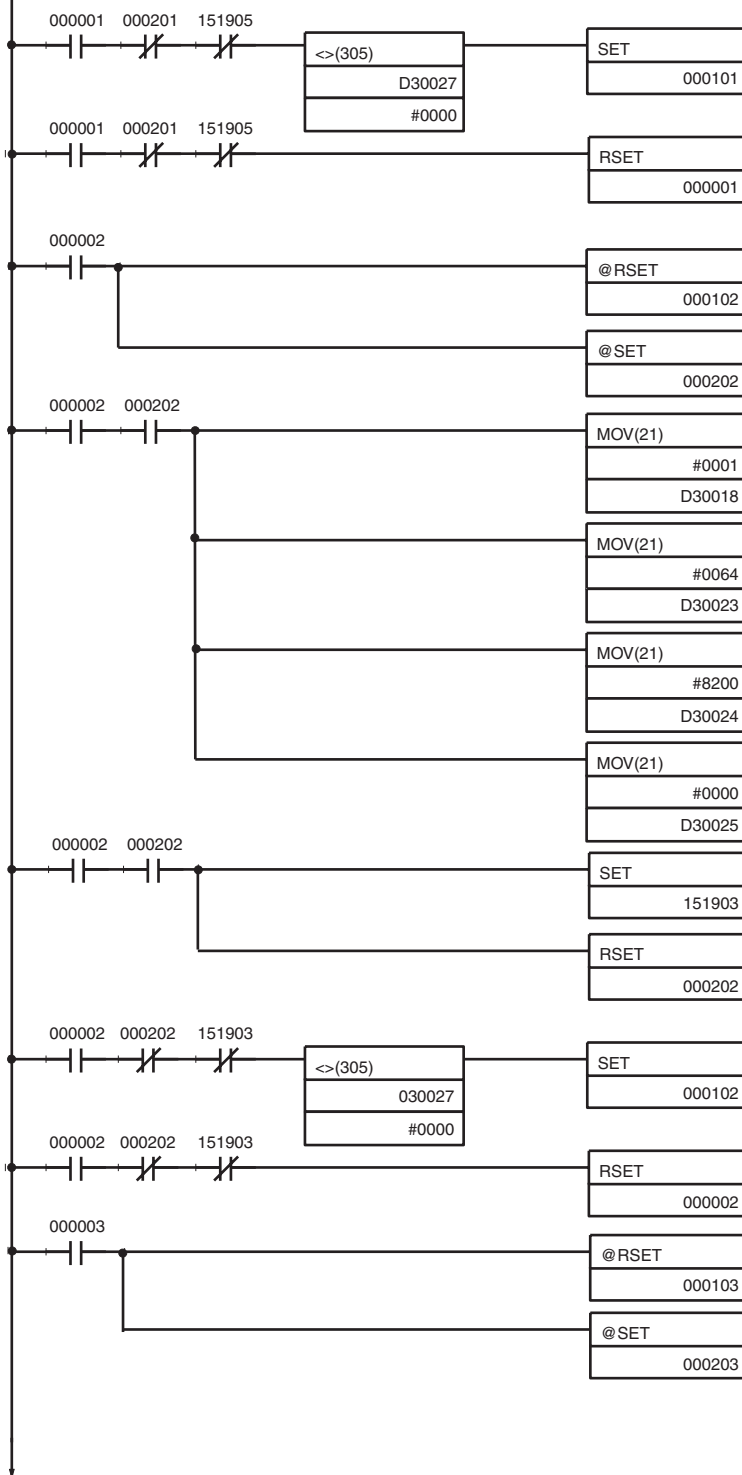 000001 000201 151905
<>(305)
D30027
#0000
SET
000101
000001 000201 151905
RSET
000001
000002
@RSET
000102
@SET
000202
000002 000202
MOV(21)
#0001
D30018
MOV(21)
#0064
D30023
MOV(21)
#8200
D30024
MOV(21)
#0000
D30025
000002 000202
SET
151903
RSET
000202
000002 000202 151903
<>(305)
030027
#0000
SET
000102
000002 000202 151903
RSET
000002
000003
@RSET
000103
@SET
000203